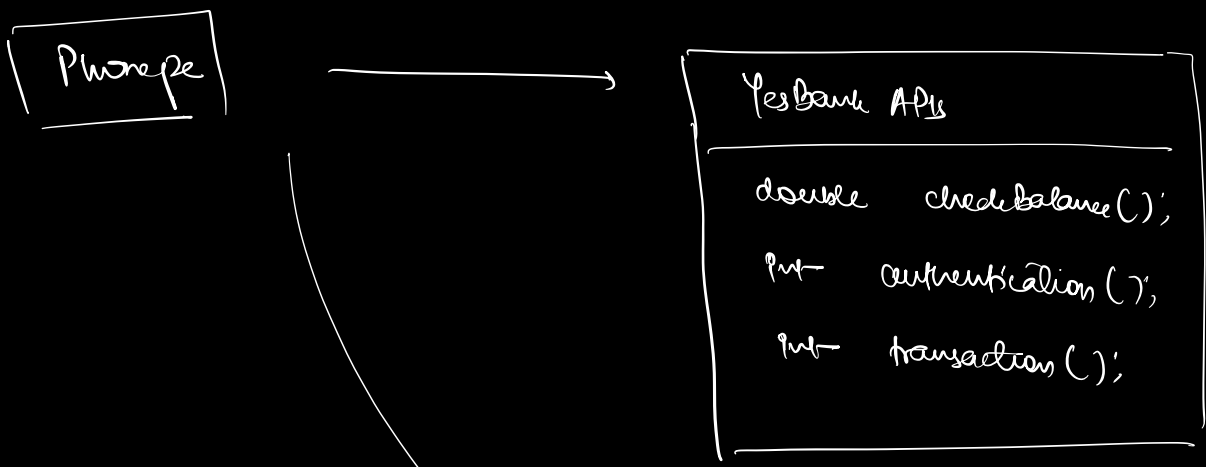 Phonepe
YesBank APIs
double checkBalance();
int authentication();
int transaction();